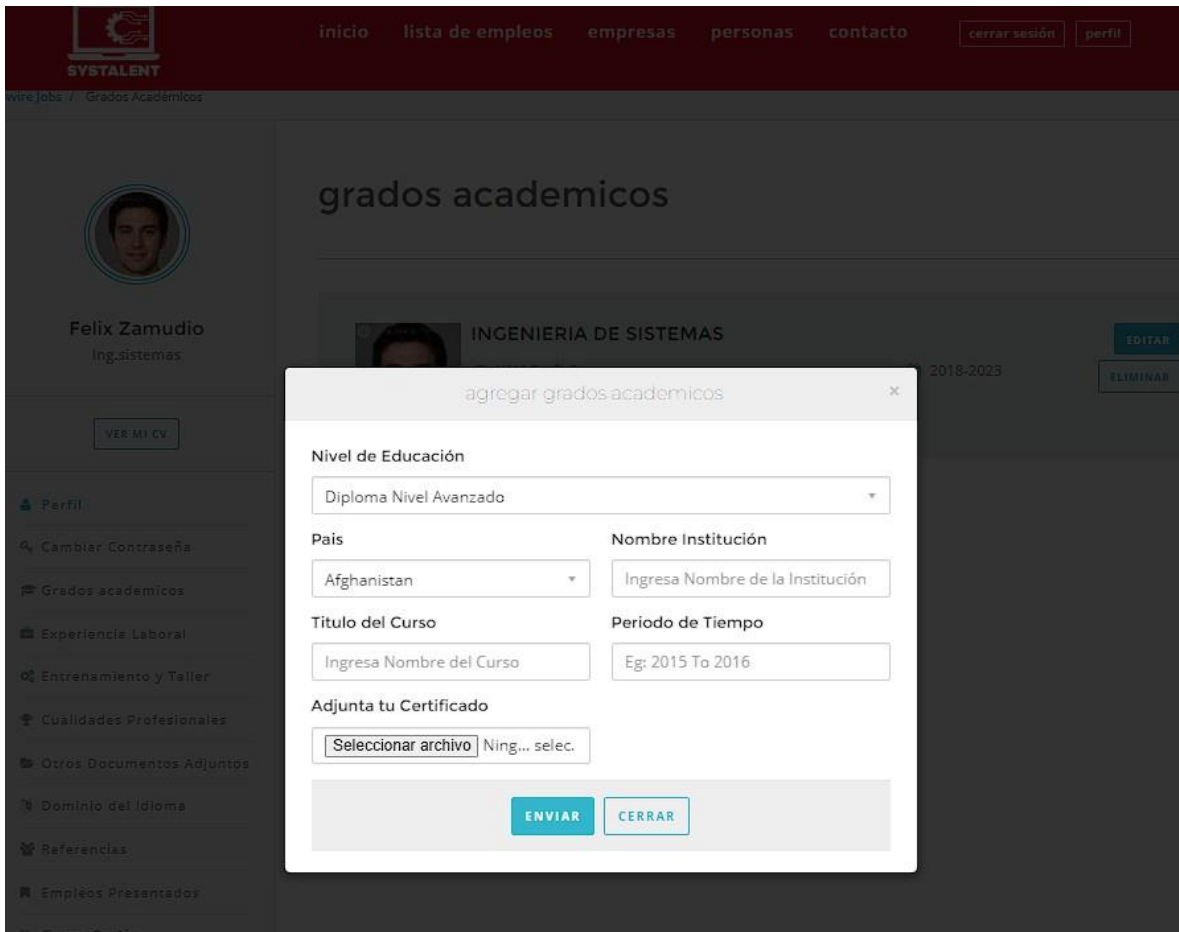 inicio lista de empleos empresas personas contacto cerrar sesión perfil
SYSTALENT
wire Jobs / Grados Académicos
grados academicos
Felix Zamudio
Ing.sistemas
VER MI CV
Perfil
Cambiar Contraseña
Grados academicos
Experiencia Laboral
Entrenamiento y Taller
Cualidades Profesionales
Otros Documentos Adjuntos
Dominio del Idioma
Referencias
Empleos Presentados
INGENIERIA DE SISTEMAS
2018-2023
EDITAR
ELIMINAR
agregar grados academicos ×
Nivel de Educación
Diploma Nivel Avanzado
Pais Nombre Institución
Afghanistan Ingresa Nombre de la Institución
Titulo del Curso Periodo de Tiempo
Ingresa Nombre del Curso Eg: 2015 To 2016
Adjunta tu Certificado
Seleccionar archivo Ning... selec.
ENVIAR CERRAR